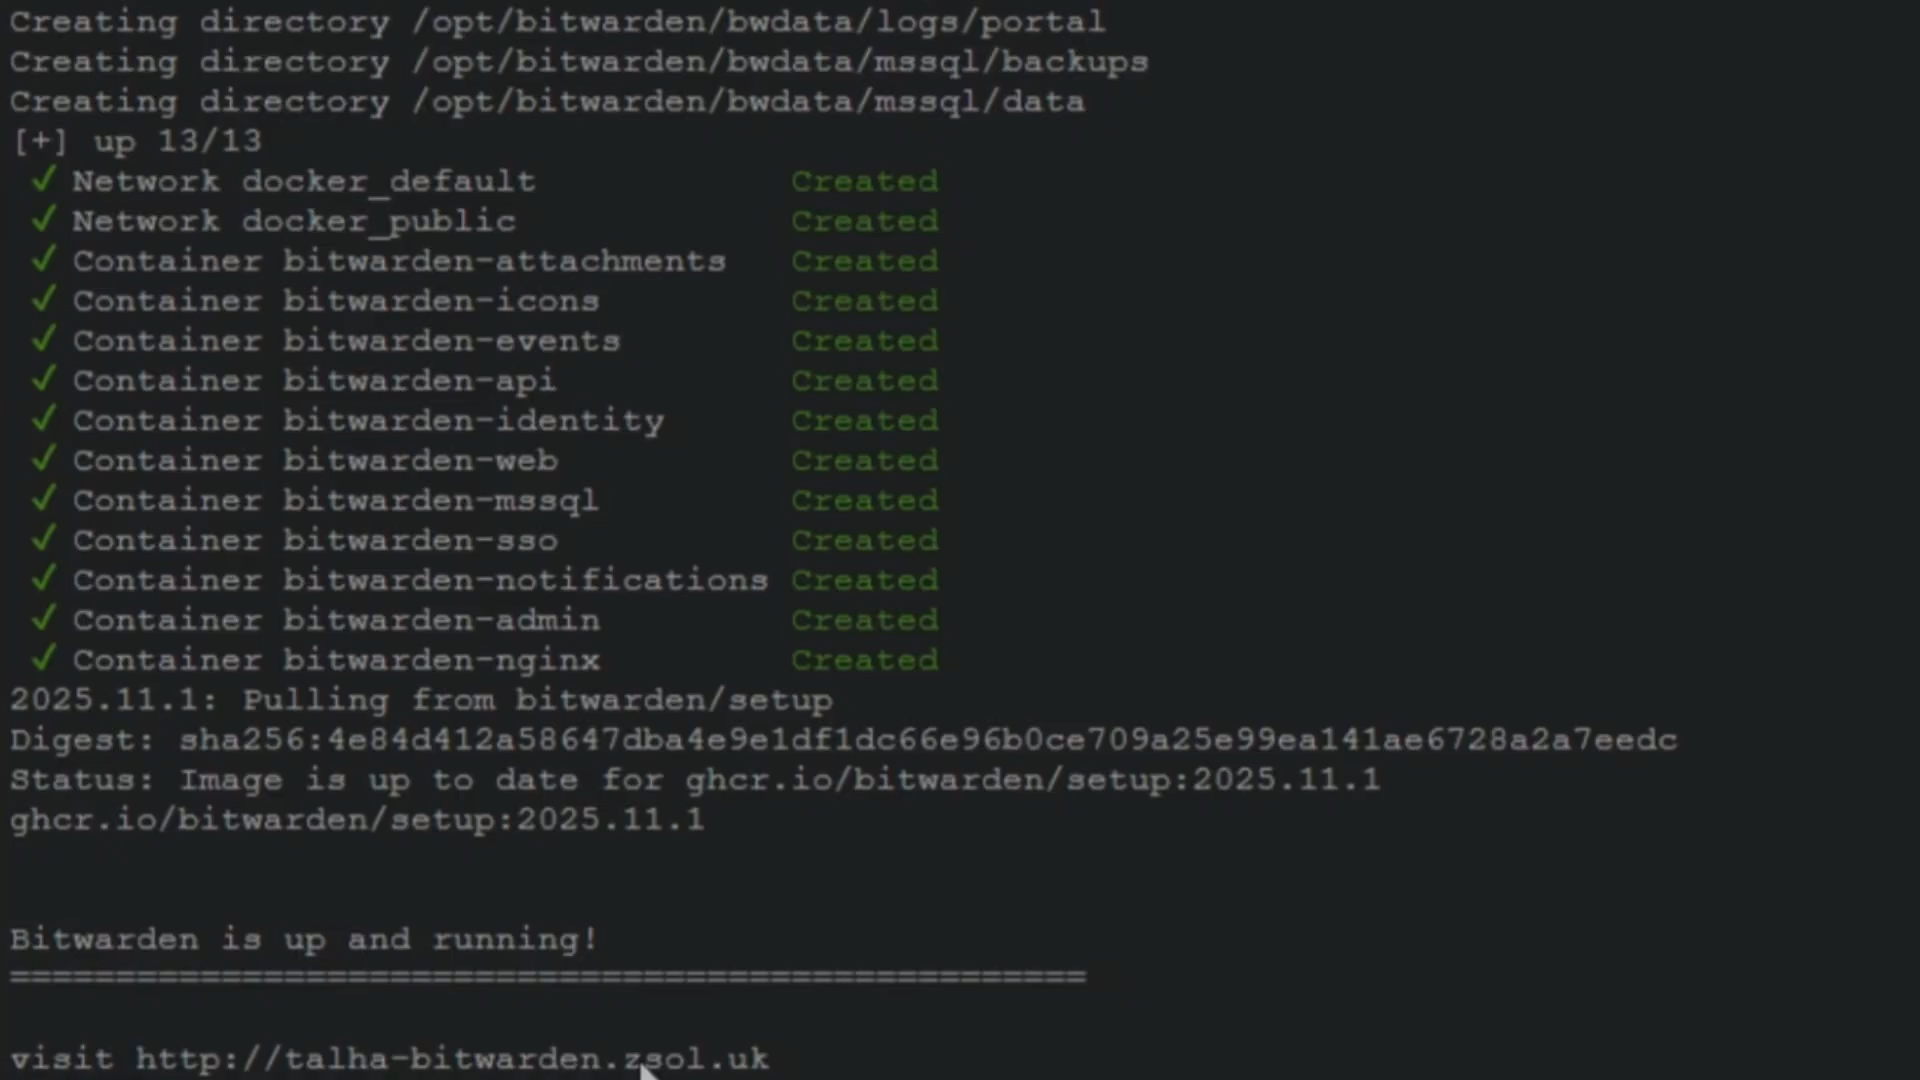 Creating directory /opt/bitwarden/bwdata/logs/portal
Creating directory /opt/bitwarden/bwdata/mssql/backups
Creating directory /opt/bitwarden/bwdata/mssql/data
[+] up 13/13
✓ Network docker_default Created
✓ Network docker_public Created
✓ Container bitwarden-attachments Created
✓ Container bitwarden-icons Created
✓ Container bitwarden-events Created
✓ Container bitwarden-api Created
✓ Container bitwarden-identity Created
✓ Container bitwarden-web Created
✓ Container bitwarden-mssql Created
✓ Container bitwarden-sso Created
✓ Container bitwarden-notifications Created
✓ Container bitwarden-admin Created
✓ Container bitwarden-nginx Created
2025.11.1: Pulling from bitwarden/setup
Digest: sha256:4e84d412a58647dba4e9e1df1dc66e96b0ce709a25e99ea141ae6728a2a7eedc
Status: Image is up to date for ghcr.io/bitwarden/setup:2025.11.1
ghcr.io/bitwarden/setup:2025.11.1
Bitwarden is up and running!
===================================================
visit http://talha-bitwarden.zsol.uk